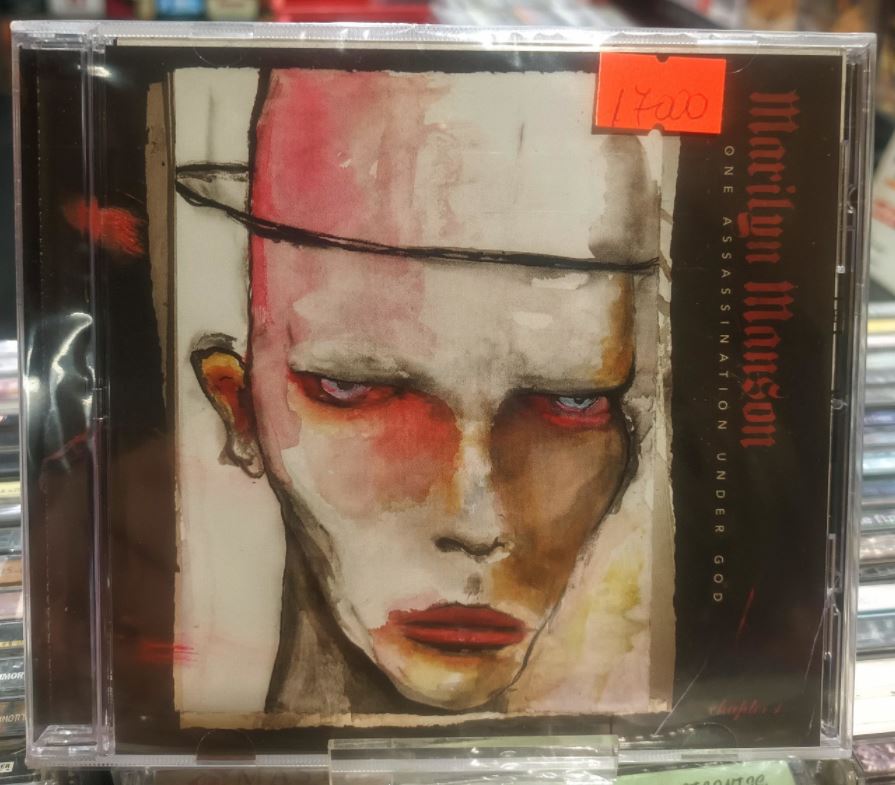 17000
Marilyn Manson
ONE ASSASSINATION UNDER GOD
chapter 1